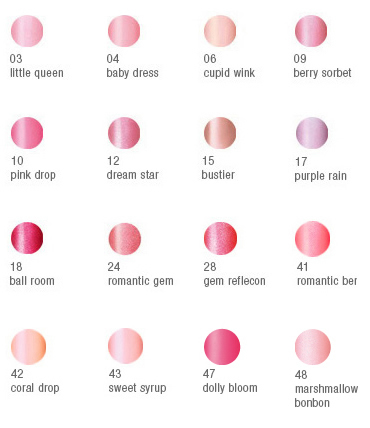 03
little queen
04
baby dress
06
cupid wink
09
berry sorbet
10
pink drop
12
dream star
15
bustier
17
purple rain
18
ball room
24
romantic gem
28
gem reflecon
41
romantic ber
42
coral drop
43
sweet syrup
47
dolly bloom
48
marshmallow
bonbon